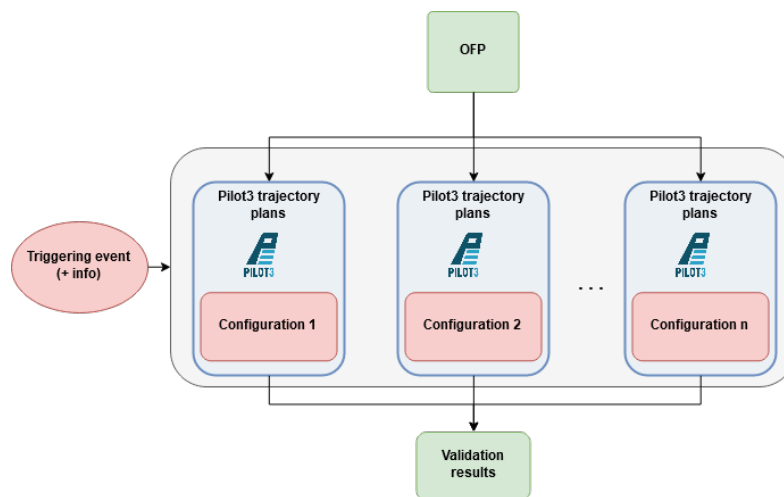 OFP
Pilot3 trajectory
plans
Pilot3 trajectory
plans
Pilot3 trajectory
plans
PILOT3
PILOT3
PILOT3
Triggering event
(+ info)
. . .
Configuration 1
Configuration 2
Configuration n
Validation
results